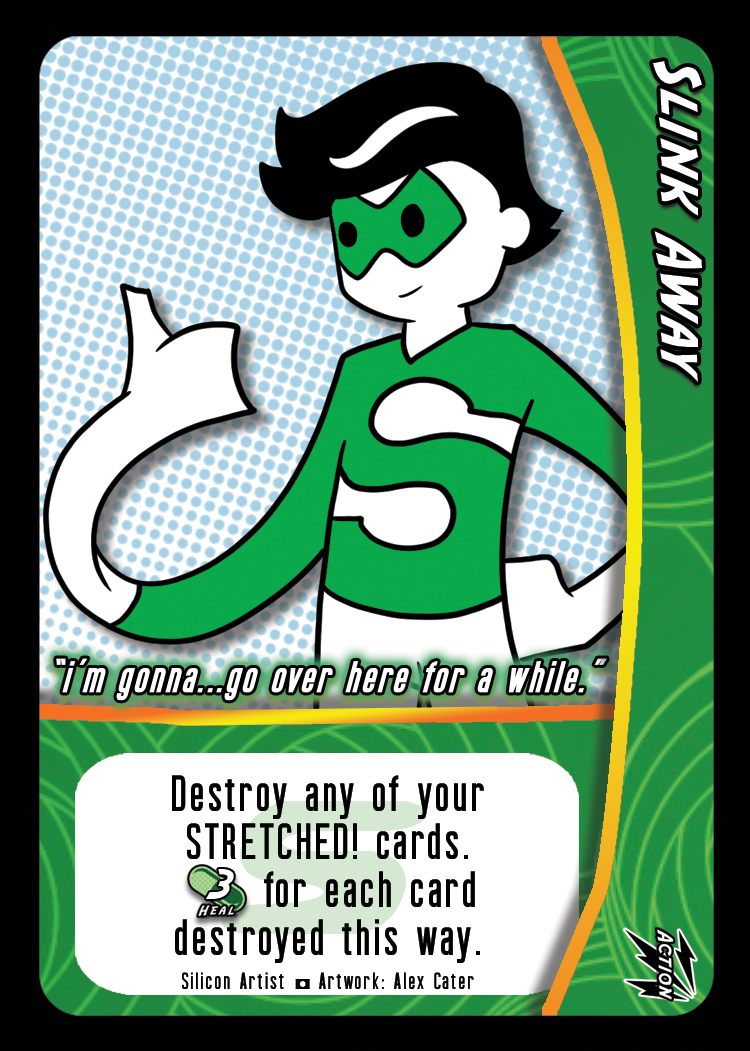 SLINK AWAY
"i'm gonna...go over here for a while."
Destroy any of your
STRETCHED! cards.
3 HEAL for each card
destroyed this way.
Silicon Artist ◘ Artwork: Alex Cater
ACTION